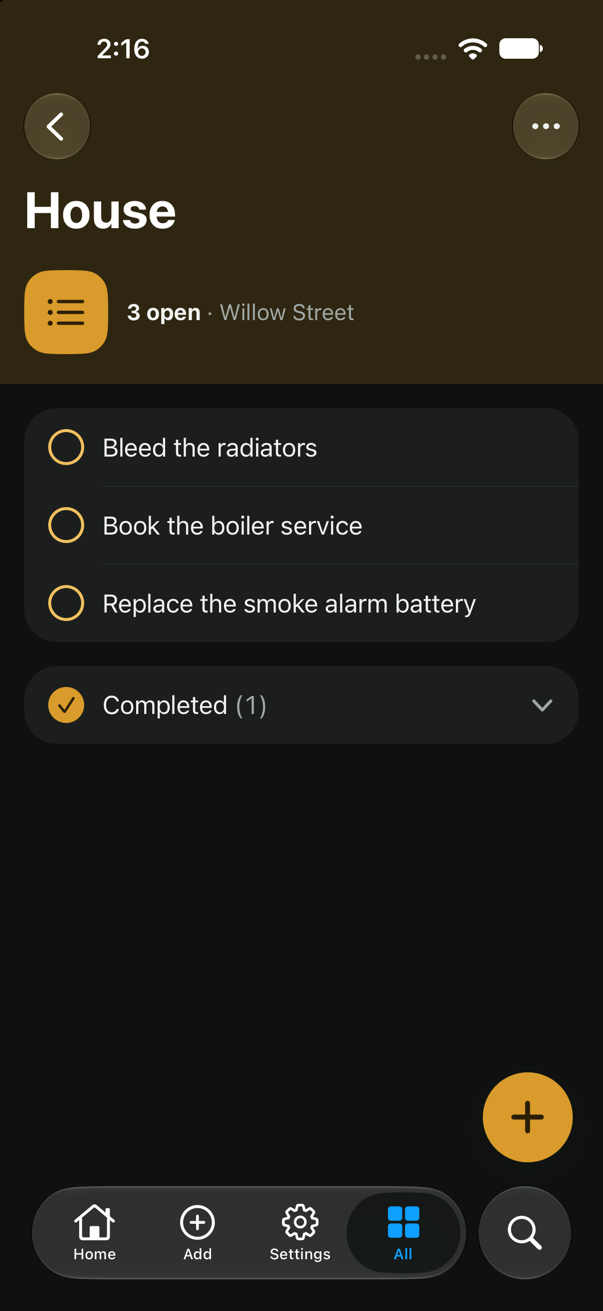 2:16
House
3 open · Willow Street
Bleed the radiators
Book the boiler service
Replace the smoke alarm battery
Completed (1)
Home
Add
Settings
All